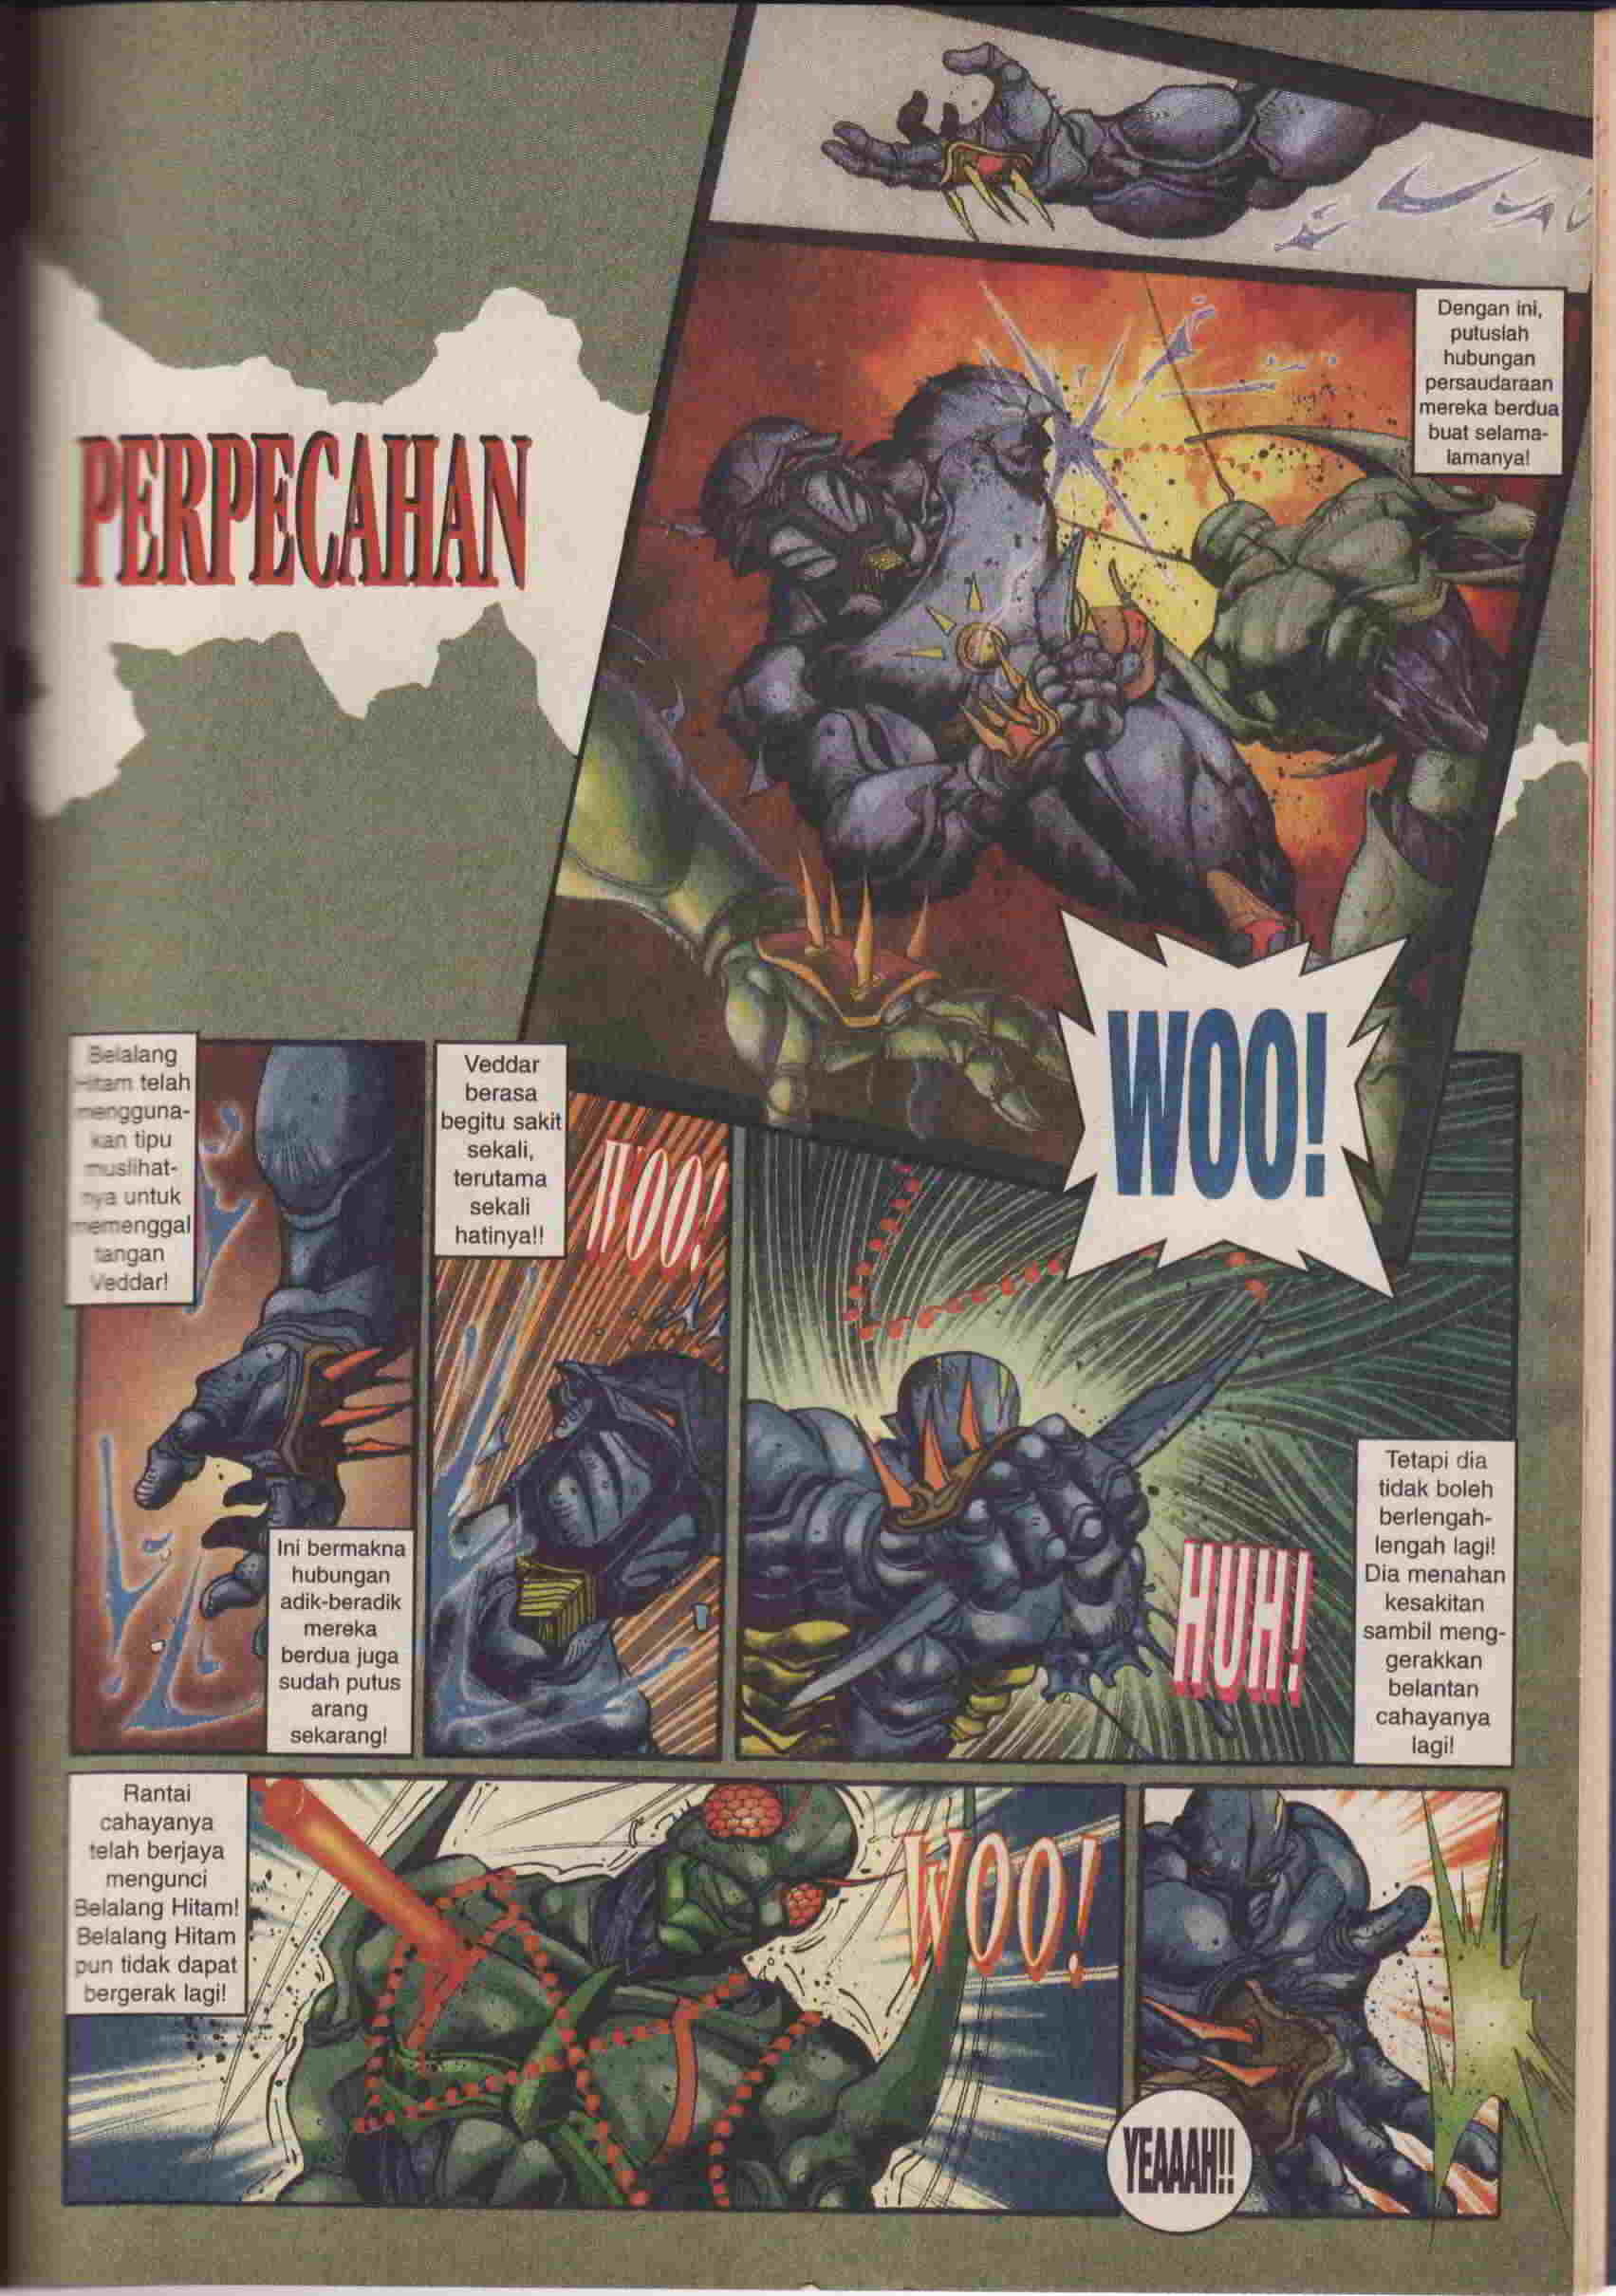 PERPECAHAN
Dengan ini,
putuslah
hubungan
persaudaraan
mereka berdua
buat selama-
lamanya!
WOO!
Belalang
Hitam telah
mengguna-
kan tipu
muslihat-
nya untuk
memenggal
tangan
Veddar!
Ini bermakna
hubungan
adik-beradik
mereka
berdua juga
sudah putus
arang
sekarang!
Veddar
berasa
begitu sakit
sekali,
terutama
sekali
hatinya!!
WOO!
HUH!
Tetapi dia
tidak boleh
berlengah-
lengah lagi!
Dia menahan
kesakitan
sambil meng-
gerakkan
belantan
cahayanya
lagi!
Rantai
cahayanya
telah berjaya
mengunci
Belalang Hitam!
Belalang Hitam
pun tidak dapat
bergerak lagi!
WOO!
YEAAAH!!